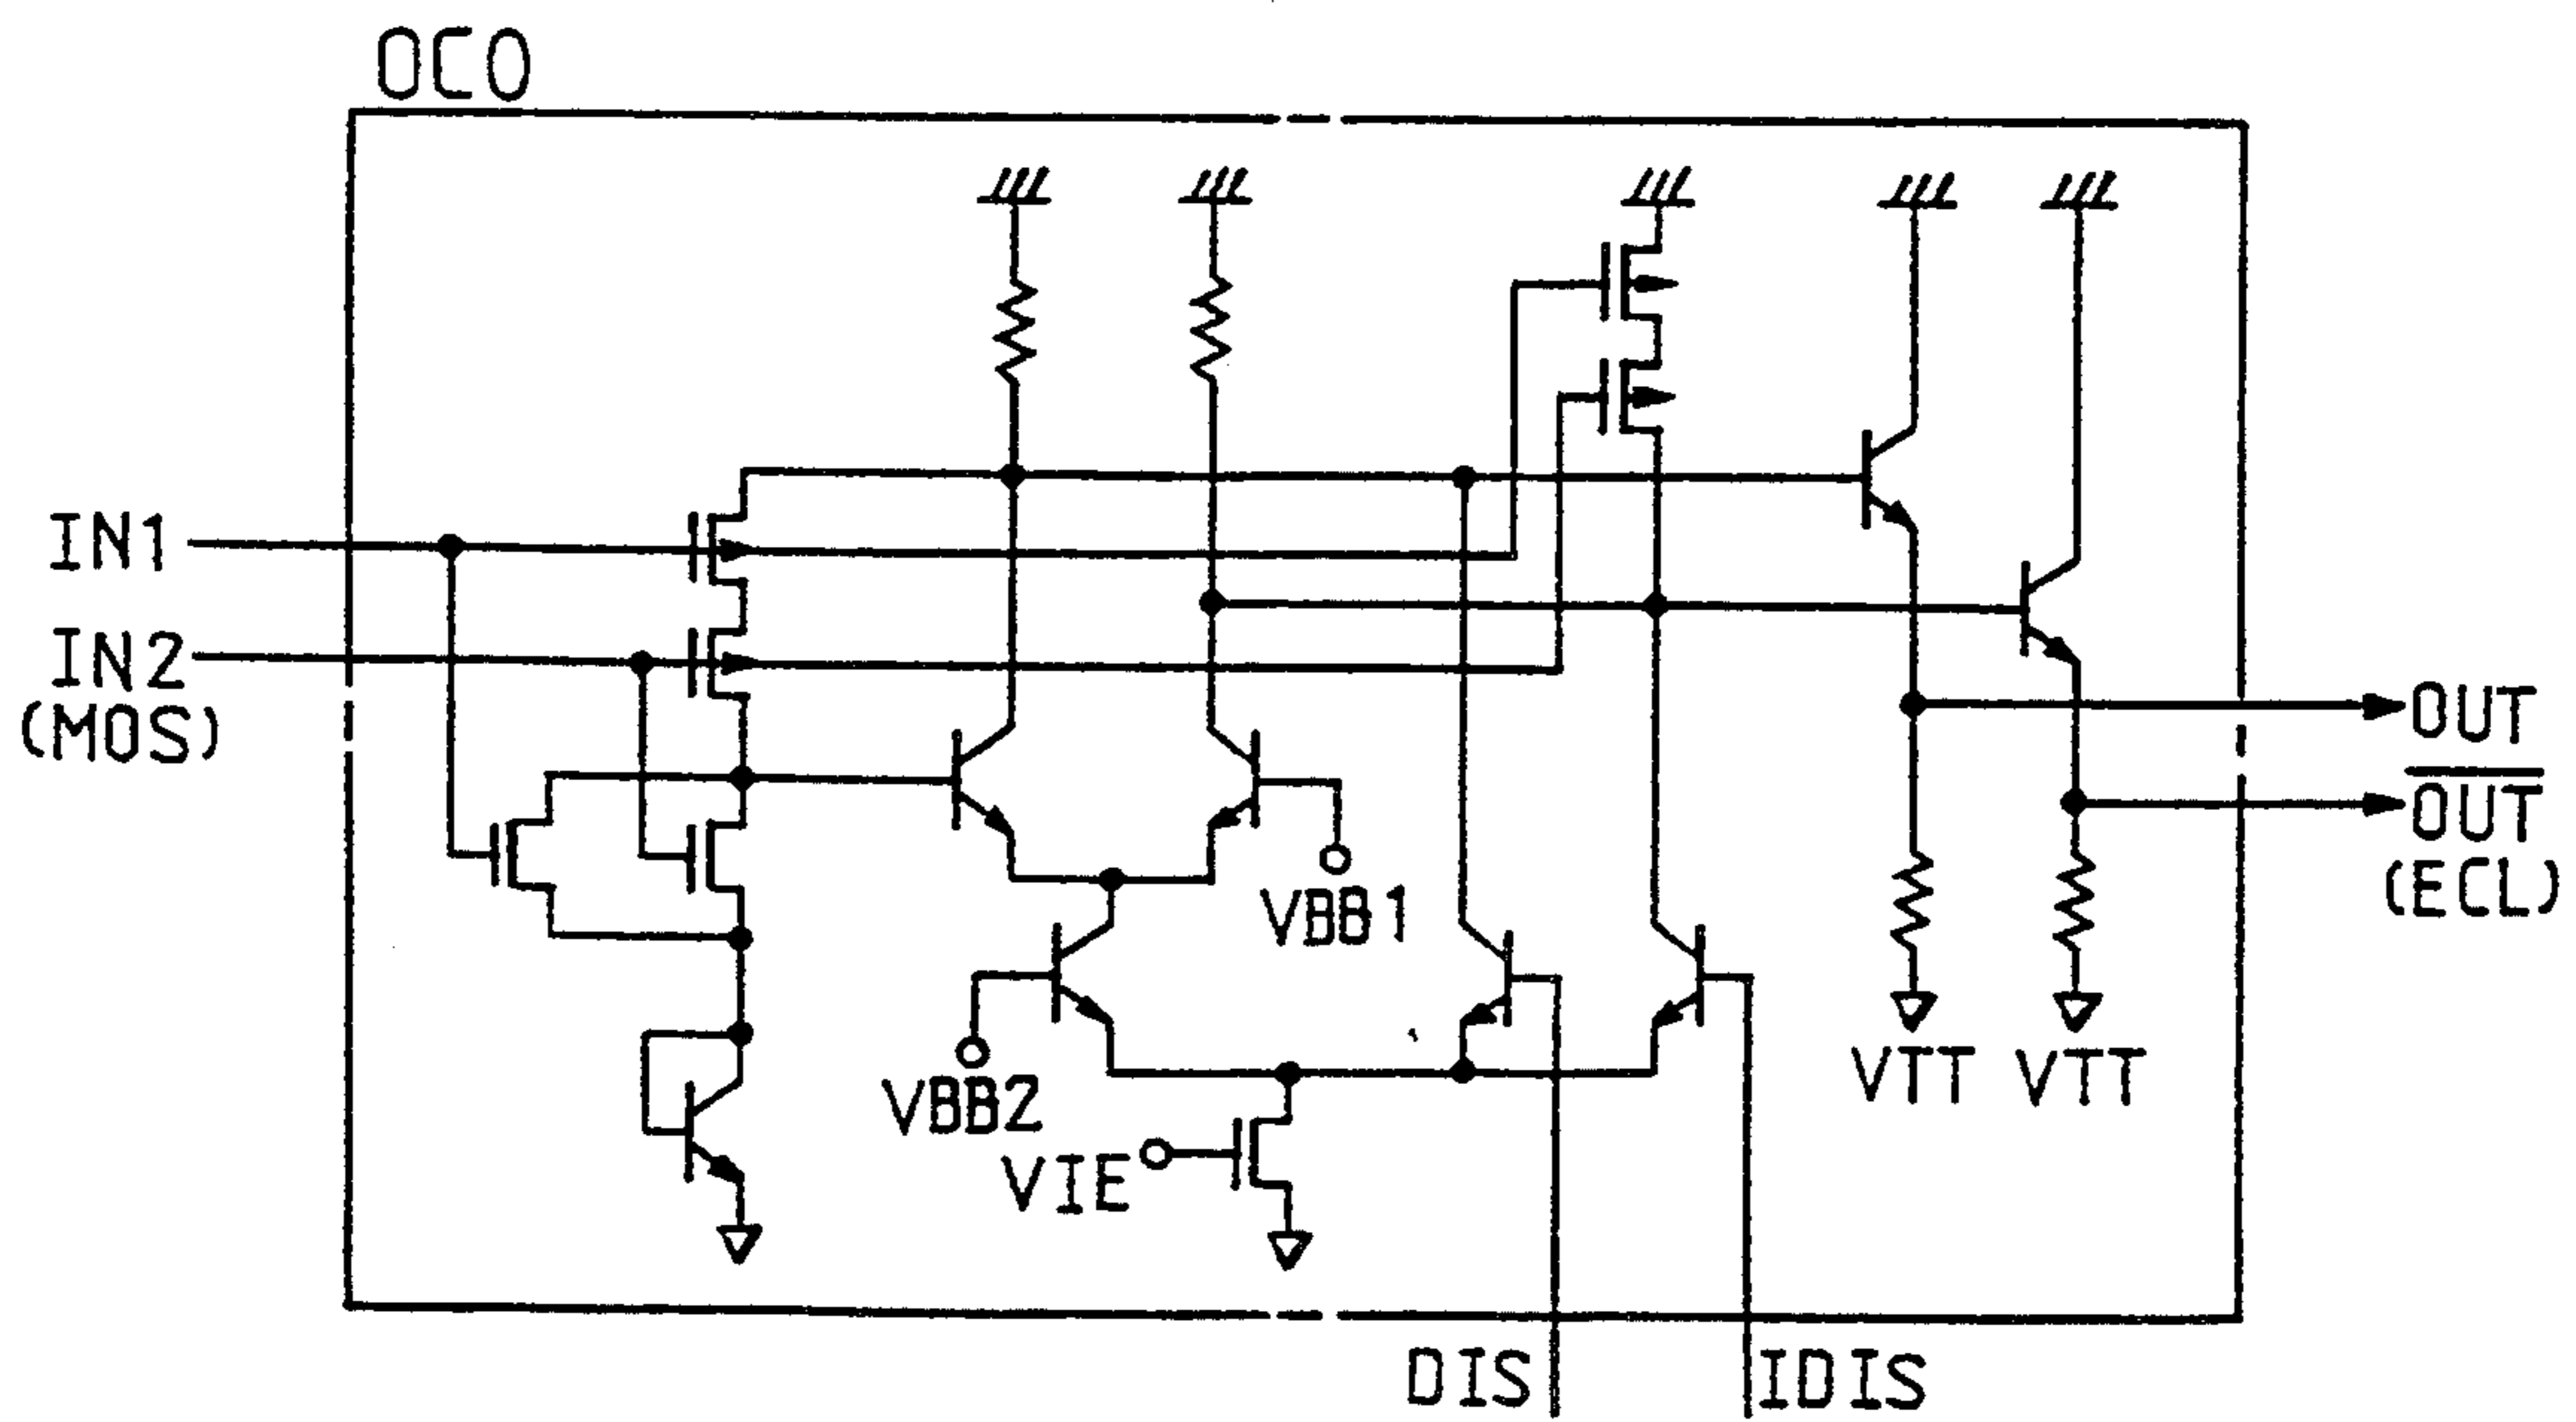 OCO
IN1
IN2
(MOS)
OUT
OUT
(ECL)
VBB1
VBB2
VIE
VTT
VTT
DIS
IDIS